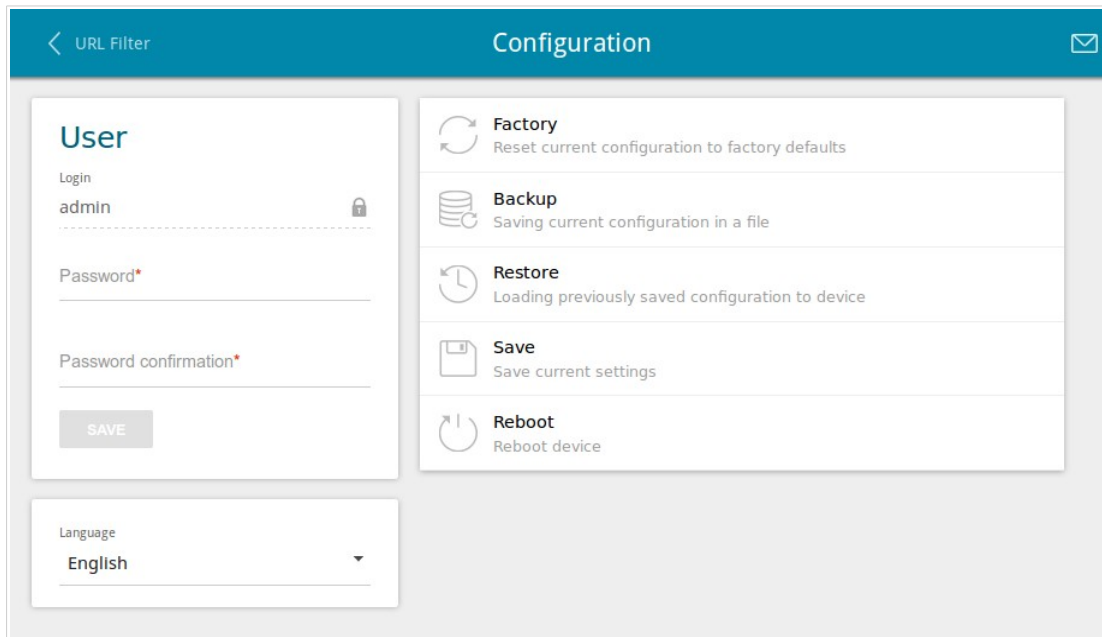 URL Filter
Configuration
User
Login
admin
Password*
Password confirmation*
SAVE
Language
English
Factory
Reset current configuration to factory defaults
Backup
Saving current configuration in a file
Restore
Loading previously saved configuration to device
Save
Save current settings
Reboot
Reboot device